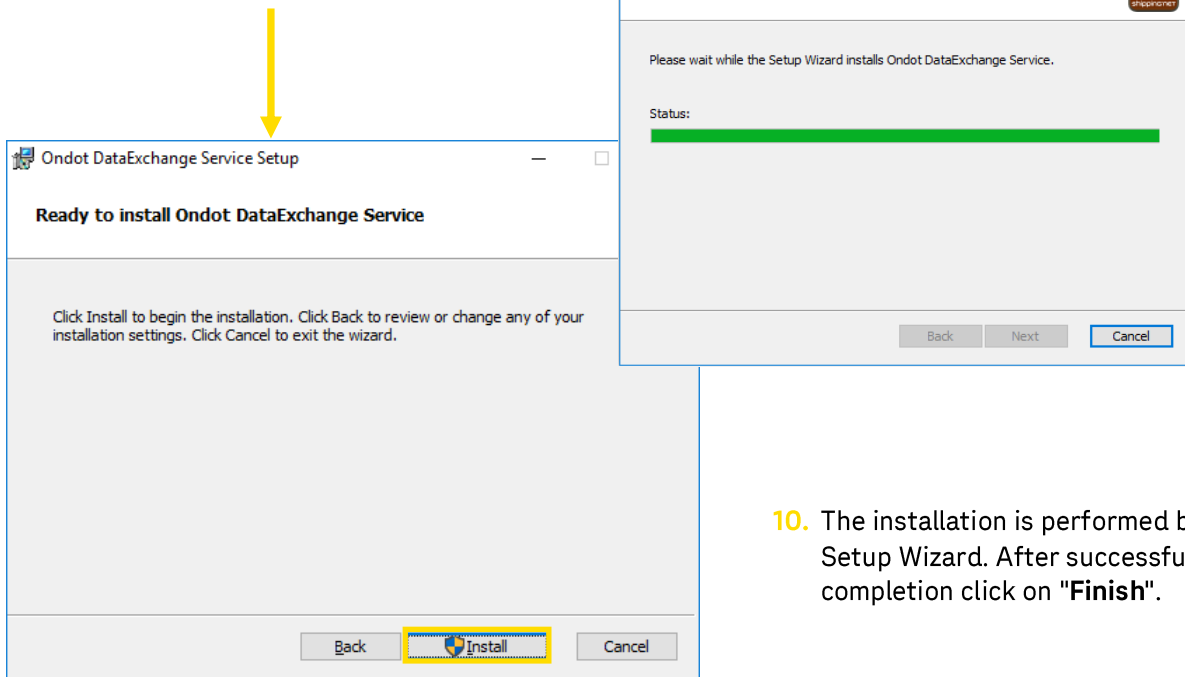 shippingNET
Please wait while the Setup Wizard installs Ondot DataExchange Service.
Status:
Back Next Cancel
Ondot DataExchange Service Setup
Ready to install Ondot DataExchange Service
Click Install to begin the installation. Click Back to review or change any of your
installation settings. Click Cancel to exit the wizard.
Back Install Cancel
10. The installation is performed
Setup Wizard. After successfu
completion click on "Finish".